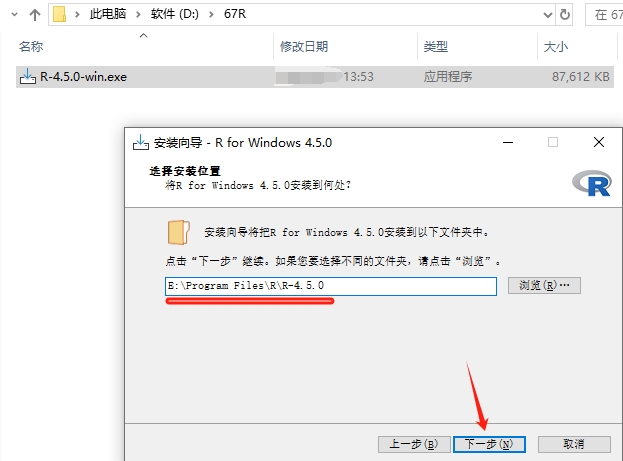 此电脑 > 软件 (D:) > 67R
在 67
名称 修改日期 类型 大小
R-4.5.0-win.exe 13:53 应用程序 87,612 KB
安装向导 - R for Windows 4.5.0
选择安装位置
将R for Windows 4.5.0安装到何处?
R
安装向导将把R for Windows 4.5.0安装到以下文件夹中。
点击“下一步”继续。如果您要选择不同的文件夹,请点击“浏览”。
E:\Program Files\R\R-4.5.0
浏览(R)…
上一步(B) 下一步(N) 取消